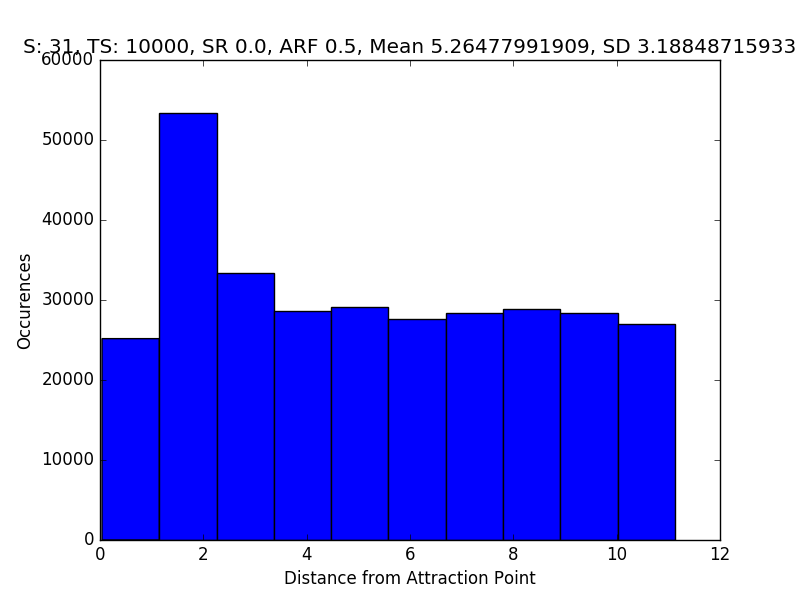 S: 31, TS: 10000, SR 0.0, ARF 0.5, Mean 5.26477991909, SD 3.18848715933
60000
50000
40000
30000
20000
10000
0
Occurences
0 2 4 6 8 10 12
Distance from Attraction Point